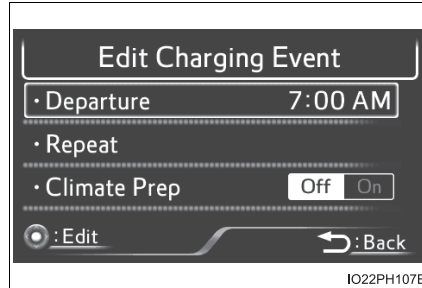 Edit Charging Event
・Departure 7:00 AM
・Repeat
・Climate Prep Off On
:Edit :Back
IO22PH107E